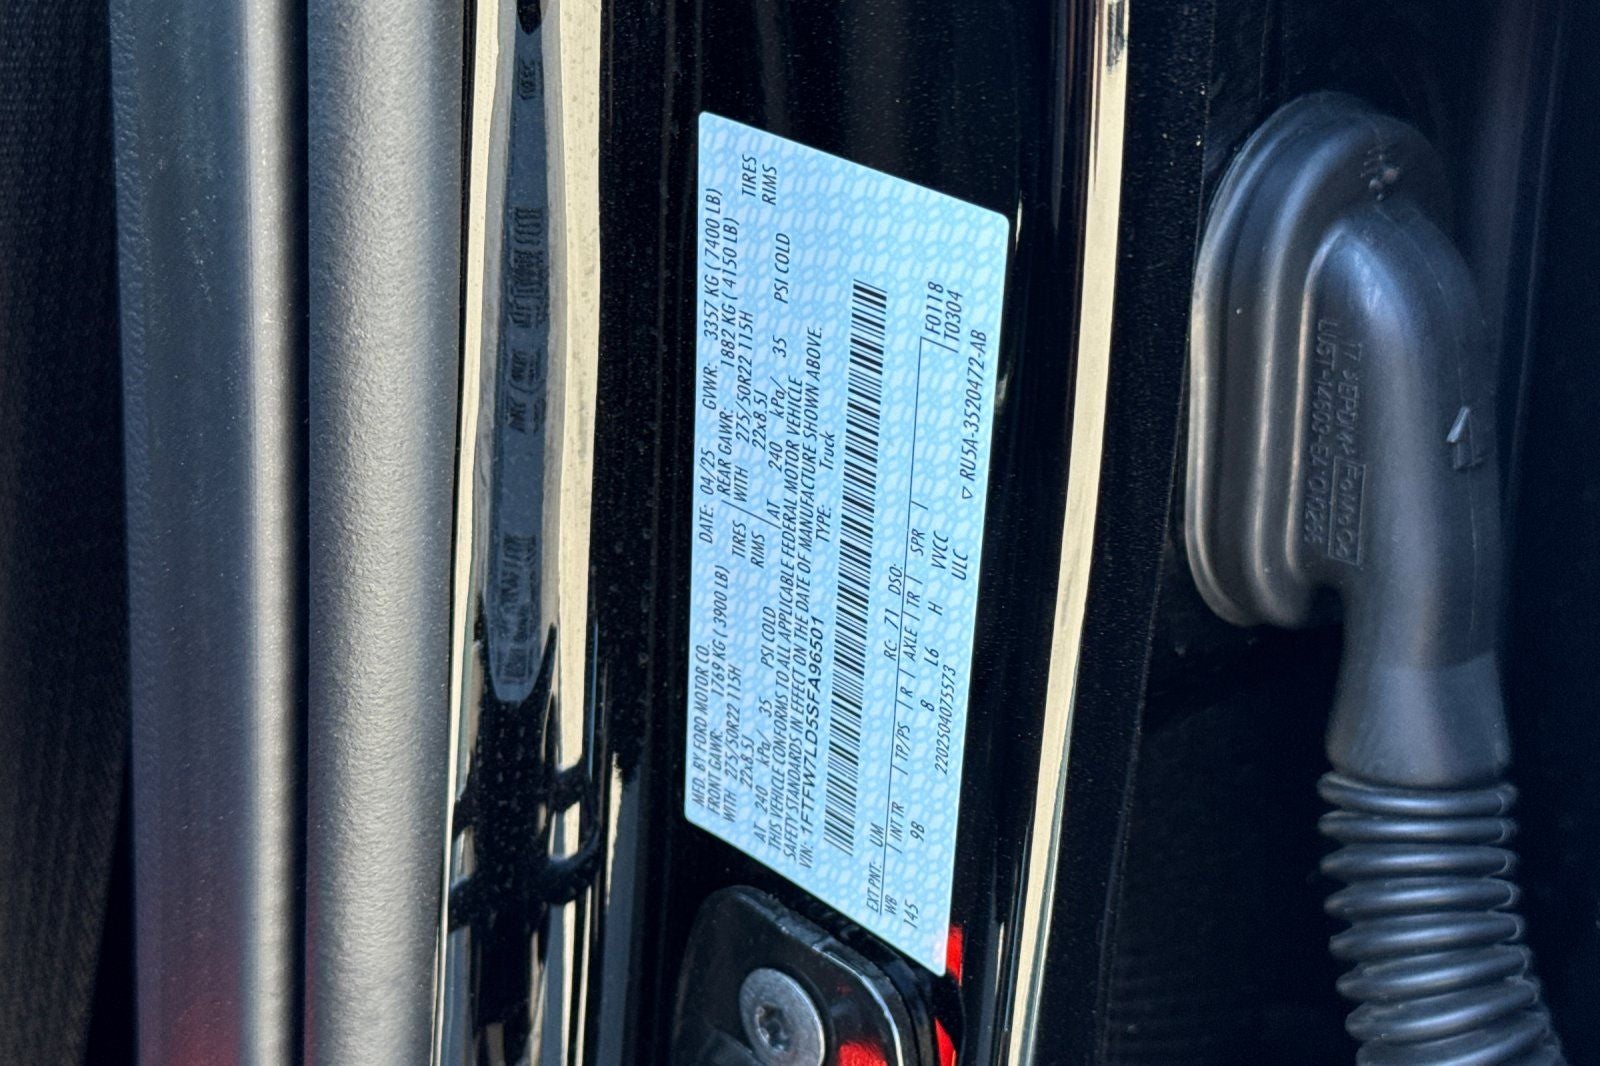 MFD. BY FORD MOTOR CO.
DATE: 04/25 GVWR: 3357 KG ( 7400 LB)
FRONT GAWR: 1769 KG ( 3900 LB)
REAR GAWR: 1882 KG ( 4150 LB)
WITH 275/50R22 115H TIRES
WITH 275/50R22 115H TIRES
22x8.5J RIMS
22x8.5J RIMS
AT 240 kPa/ 35 PSI COLD
AT 240 kPa/ 35 PSI COLD
THIS VEHICLE CONFORMS TO ALL APPLICABLE FEDERAL MOTOR VEHICLE
SAFETY STANDARDS IN EFFECT ON THE DATE OF MANUFACTURE SHOWN ABOVE.
VIN: 1FTFW7LD5SFA96501 TYPE: Truck
EXT PNT: UM RC: 71 DSO: F0118
WB INT TR TP/PS R AXLE TR SPR T0304
145 9B 8 L6 H VVCC
2202504075573 ULC ▽RU5A-3520472-AB